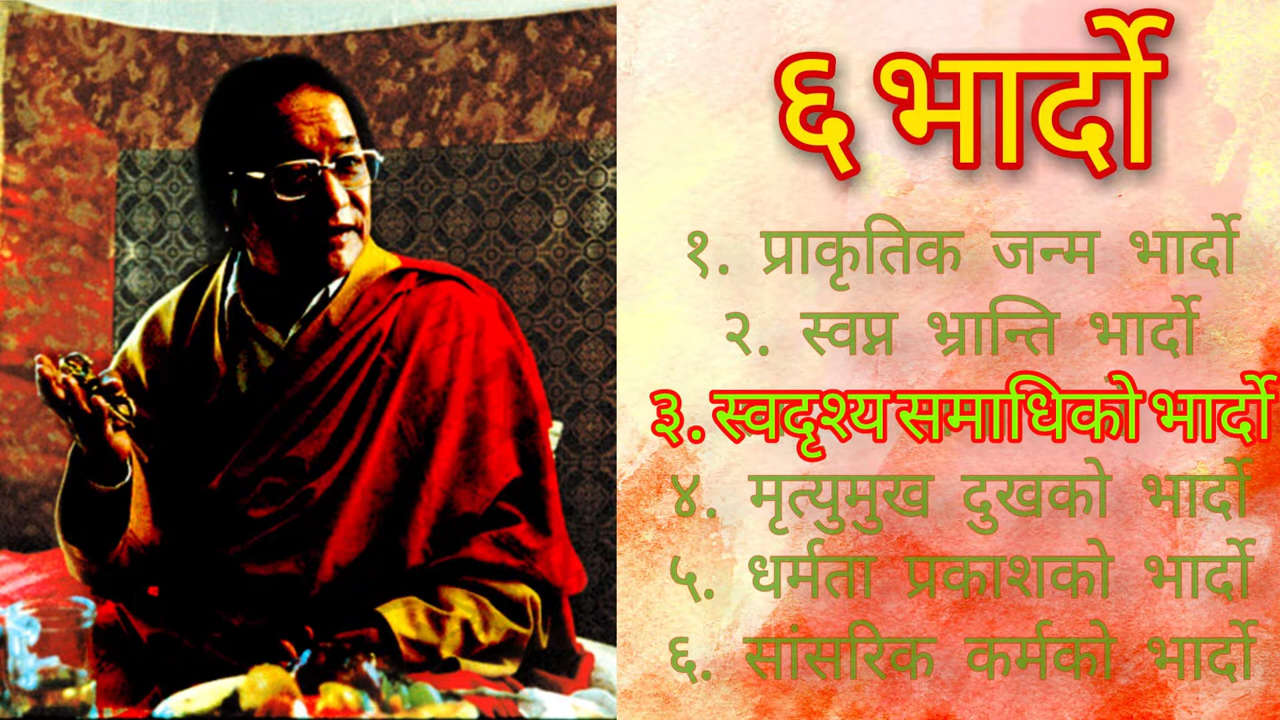 ६ भार्दो
१. प्राकृतिक जन्म भार्दो
२. स्वप्न भ्रान्ति भार्दो
३. स्वदृश्य समाधिको भार्दो
४. मृत्युमुख दुखको भार्दो
५. धर्मता प्रकाशको भार्दो
६. सांसरिक कर्मको भार्दो